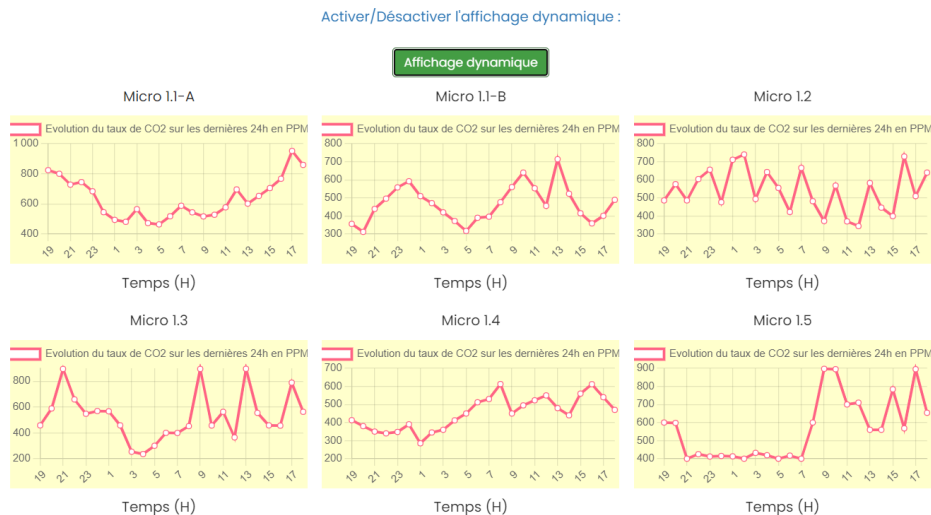 Activer/Désactiver l'affichage dynamique :
Affichage dynamique
Micro 1.1-A
Evolution du taux de CO2 sur les dernières 24h en PPM
1 000
800
600
400
19 21 23 1 3 5 7 9 11 13 15 17
Temps (H)
Micro 1.1-B
Evolution du taux de CO2 sur les dernières 24h en PPM
800
700
600
500
400
300
19 21 23 1 3 5 7 9 11 13 15 17
Temps (H)
Micro 1.2
Evolution du taux de CO2 sur les dernières 24h en PPM
800
700
600
500
400
300
19 21 23 1 3 5 7 9 11 13 15 17
Temps (H)
Micro 1.3
Evolution du taux de CO2 sur les dernières 24h en PPM
800
600
400
200
19 21 23 1 3 5 7 9 11 13 15 17
Temps (H)
Micro 1.4
Evolution du taux de CO2 sur les dernières 24h en PPM
700
600
500
400
300
200
19 21 23 1 3 5 7 9 11 13 15 17
Temps (H)
Micro 1.5
Evolution du taux de CO2 sur les dernières 24h en PPM
900
800
700
600
500
400
19 21 23 1 3 5 7 9 11 13 15 17
Temps (H)